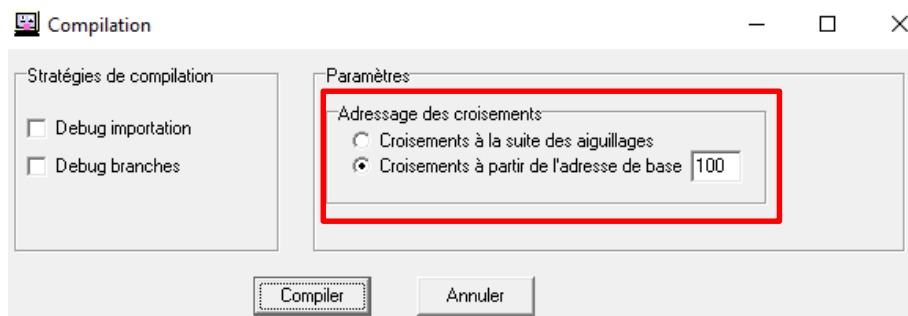 Compilation
Stratégies de compilation
Debug importation
Debug branches
Paramètres
Adressage des croisements
Croisements à la suite des aiguillages
Croisements à partir de l'adresse de base 100
Compiler
Annuler